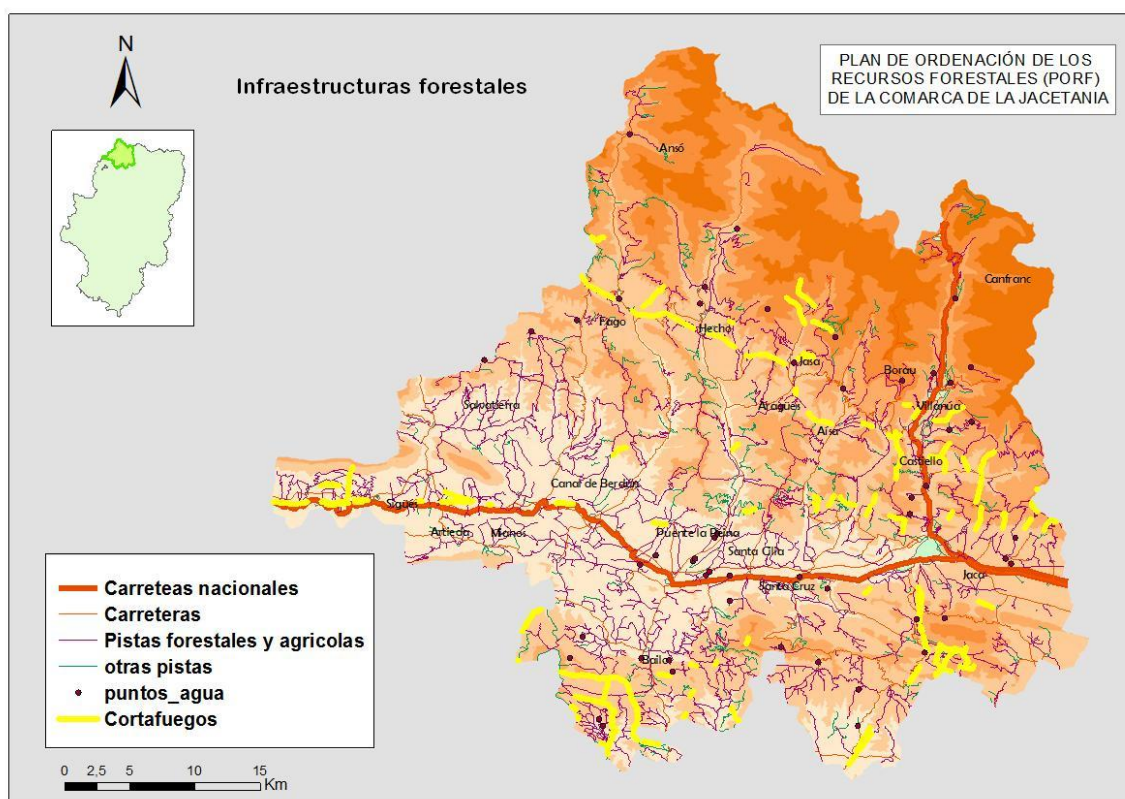 N
Infraestructuras forestales
PLAN DE ORDENACIÓN DE LOS
RECURSOS FORESTALES (PORF)
DE LA COMARCA DE LA JACETANIA
Ansó
Canfranc
Fago
Hecho
Jasa
Borau
Salvatierra
Aragüés
Villanúa
Aisa
Castiello
Canal de Berdún
Sigüés
Artieda
Mianos
Puente la Reina
Santa Cilia
Jaca
Santa Cruz
Bailo
Carreteas nacionales
Carreteras
Pistas forestales y agricolas
otras pistas
puntos_agua
Cortafuegos
0 2,5 5 10 15
Km